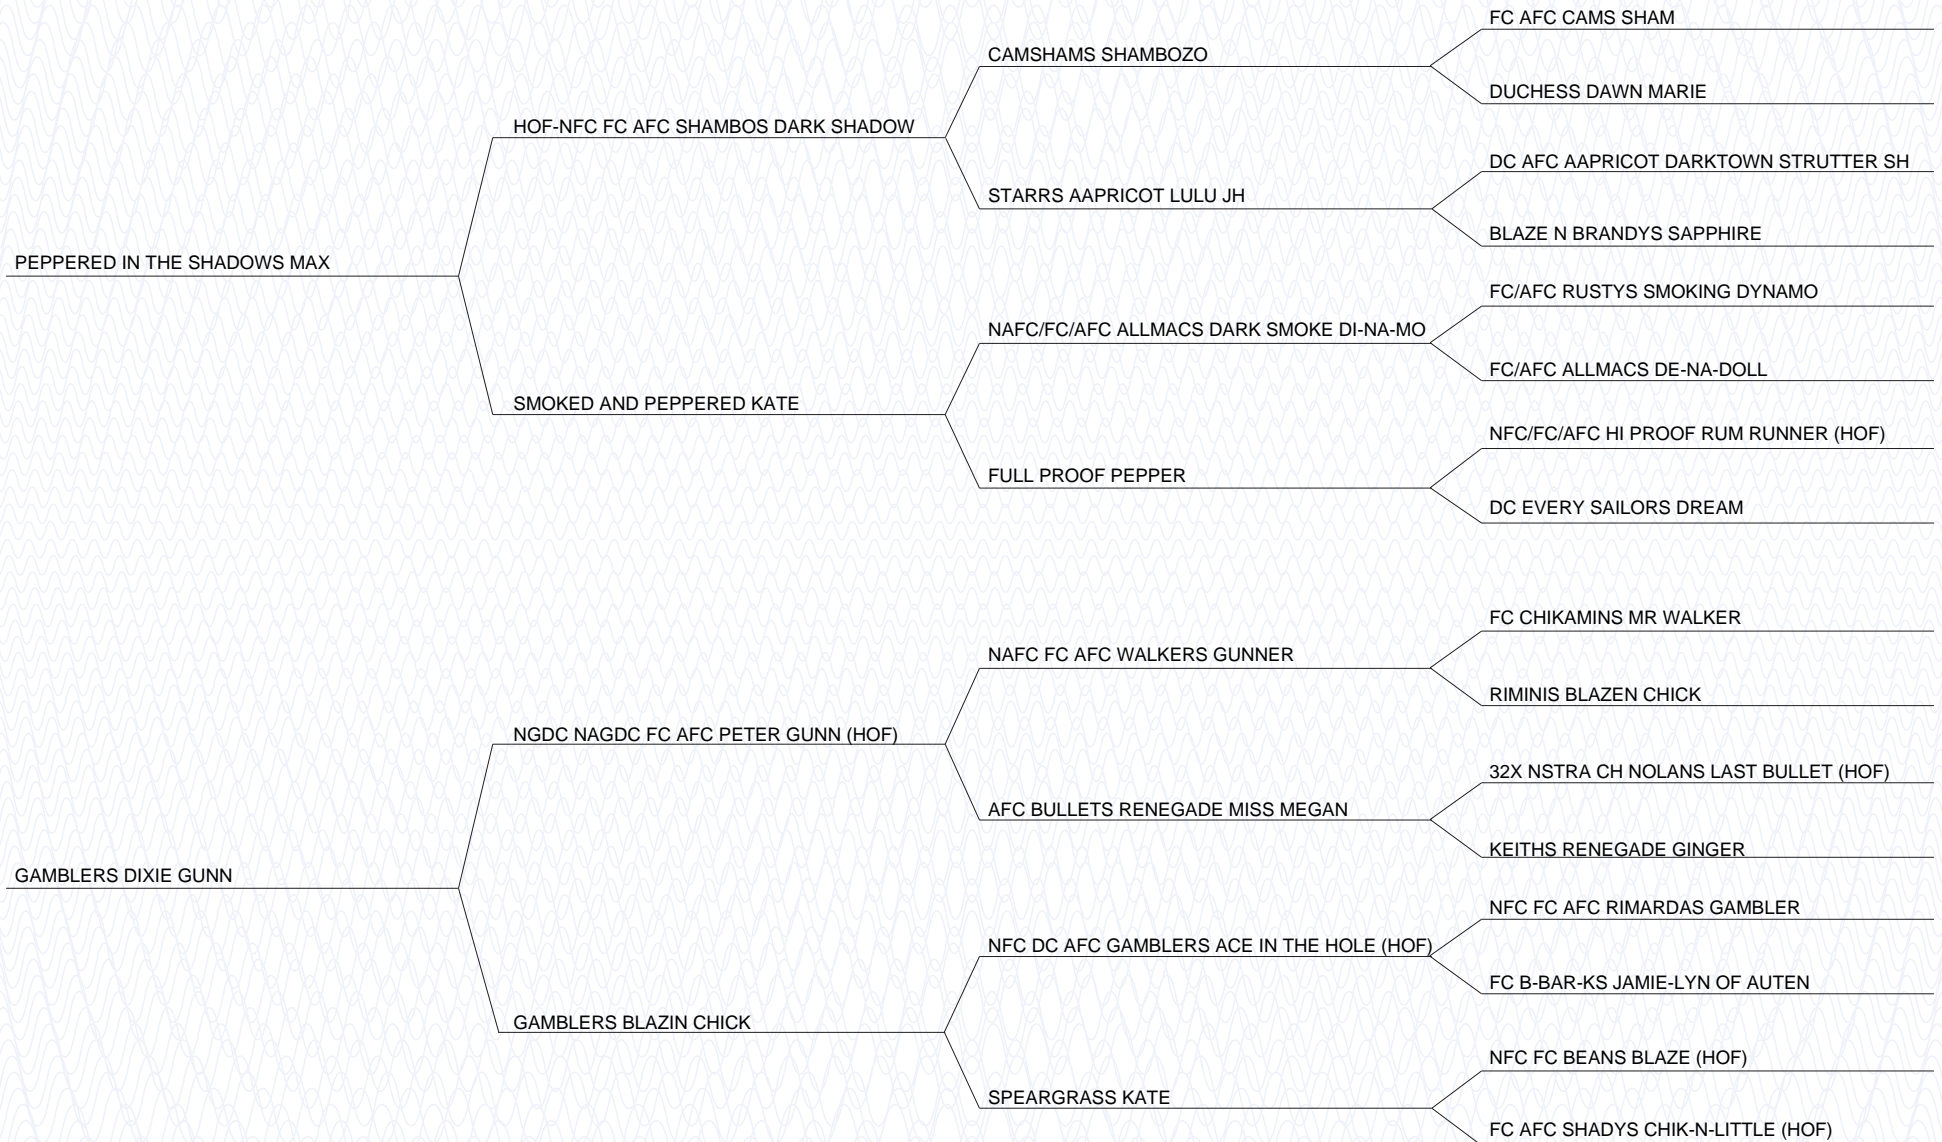 FC AFC CAMS SHAM
CAMSHAMS SHAMBOZO
DUCHESS DAWN MARIE
HOF-NFC FC AFC SHAMBOS DARK SHADOW
DC AFC AAPRICOT DARKTOWN STRUTTER SH
STARRS AAPRICOT LULU JH
BLAZE N BRANDYS SAPPHIRE
PEPPERED IN THE SHADOWS MAX
FC/AFC RUSTYS SMOKING DYNAMO
NAFC/FC/AFC ALLMACS DARK SMOKE DI-NA-MO
FC/AFC ALLMACS DE-NA-DOLL
SMOKED AND PEPPERED KATE
NFC/FC/AFC HI PROOF RUM RUNNER (HOF)
FULL PROOF PEPPER
DC EVERY SAILORS DREAM
FC CHIKAMINS MR WALKER
NAFC FC AFC WALKERS GUNNER
RIMINIS BLAZEN CHICK
NGDC NAGDC FC AFC PETER GUNN (HOF)
32X NSTRA CH NOLANS LAST BULLET (HOF)
AFC BULLETS RENEGADE MISS MEGAN
KEITHS RENEGADE GINGER
GAMBLERS DIXIE GUNN
NFC FC AFC RIMARDAS GAMBLER
NFC DC AFC GAMBLERS ACE IN THE HOLE (HOF)
FC B-BAR-KS JAMIE-LYN OF AUTEN
GAMBLERS BLAZIN CHICK
NFC FC BEANS BLAZE (HOF)
SPEARGRASS KATE
FC AFC SHADYS CHIK-N-LITTLE (HOF)